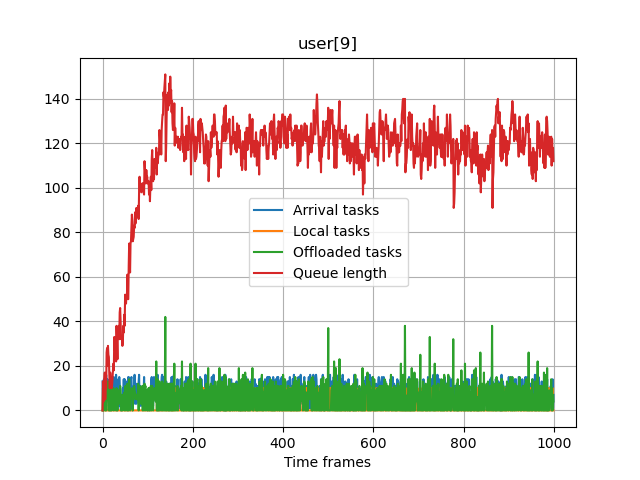 user[9]
140
120
100
80
60
40
20
0
Arrival tasks
Local tasks
Offloaded tasks
Queue length
0 200 400 600 800 1000
Time frames